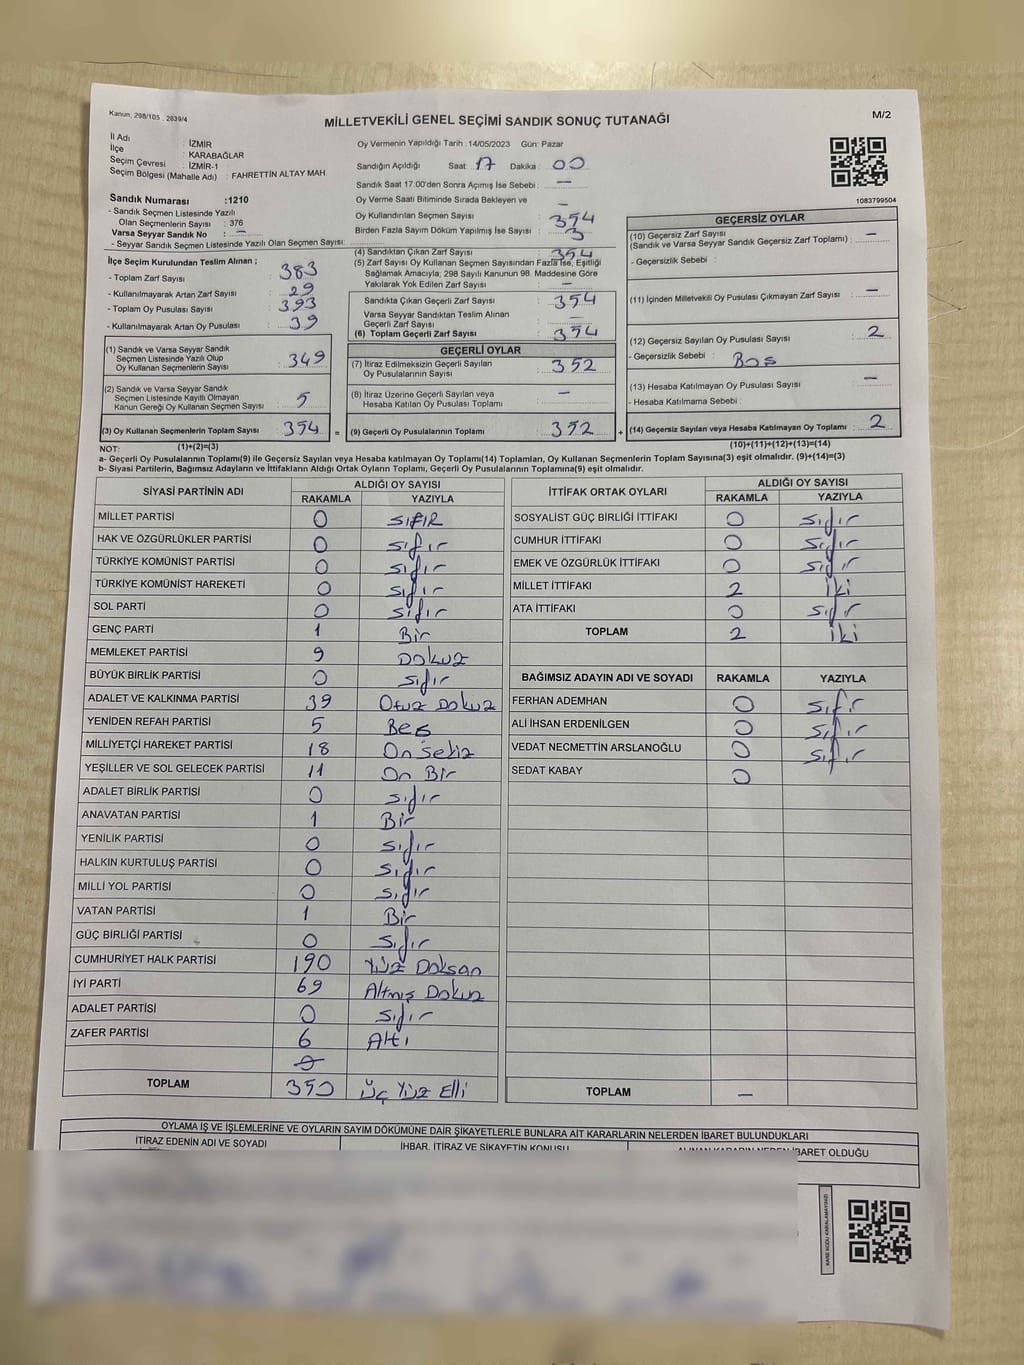 Kanun: 298/105 , 2839/4
M/2
MİLLETVEKİLİ GENEL SEÇİMİ SANDIK SONUÇ TUTANAĞI
İl Adı : İZMİR
İlçe : KARABAĞLAR
Seçim Çevresi : İZMİR-1
Seçim Bölgesi (Mahalle Adı) : FAHRETTİN ALTAY MAH.
Sandık Numarası :1210
- Sandık Seçmen Listesinde Yazılı
Olan Seçmenlerin Sayısı : 376
Varsa Seyyar Sandık No : —
- Seyyar Sandık Seçmen Listesinde Yazılı Olan Seçmen Sayısı:
İlçe Seçim Kurulundan Teslim Alınan ;
- Toplam Zarf Sayısı : 383
- Kullanılmayarak Artan Zarf Sayısı : 29
- Toplam Oy Pusulası Sayısı : 393
- Kullanılmayarak Artan Oy Pusulası : 39
(1) Sandık ve Varsa Seyyar Sandık
Seçmen Listesinde Yazılı Olup
Oy Kullanan Seçmenlerin Sayısı : 349
(2) Sandık ve Varsa Seyyar Sandık
Seçmen Listesinde Kayıtlı Olmayan
Kanun Gereği Oy Kullanan Seçmen Sayısı : 5
(3) Oy Kullanan Seçmenlerin Toplam Sayısı : 354
(1)+(2)=(3)
Oy Vermenin Yapıldığı Tarih :14/05/2023 Gün: Pazar
Sandığın Açıldığı Saat : 17 Dakika : 00
Sandık Saat 17.00'den Sonra Açımış İse Sebebi : —
Oy Verme Saati Bitiminde Sırada Bekleyen ve —
Oy Kullandırılan Seçmen Sayısı : 354
Birden Fazla Sayım Döküm Yapılmış İse Sayısı : 3
(4) Sandıktan Çıkan Zarf Sayısı : 354
(5) Zarf Sayısı Oy Kullanan Seçmen Sayısından Fazla İse, Eşitliği
Sağlamak Amacıyla; 298 Sayılı Kanunun 98. Maddesine Göre
Yakılarak Yok Edilen Zarf Sayısı : —
Sandıkta Çıkan Geçerli Zarf Sayısı : 354
Varsa Seyyar Sandıktan Teslim Alınan
Geçerli Zarf Sayısı : —
(6) Toplam Geçerli Zarf Sayısı : 354
GEÇERLİ OYLAR
(7) İtiraz Edilmeksizin Geçerli Sayılan
Oy Pusulalarının Sayısı : 352
(8) İtiraz Üzerine Geçerli Sayılan veya
Hesaba Katılan Oy Pusulası Toplamı : —
= (9) Geçerli Oy Pusulalarının Toplamı : 352 +
1083799504
GEÇERSİZ OYLAR
(10) Geçersiz Zarf Sayısı
(Sandık ve Varsa Seyyar Sandık Geçersiz Zarf Toplamı) : —
- Geçersizlik Sebebi :
(11) İçinden Milletvekili Oy Pusulası Çıkmayan Zarf Sayısı : —
(12) Geçersiz Sayılan Oy Pusulası Sayısı : 2
- Geçersizlik Sebebi : Boş
(13) Hesaba Katılmayan Oy Pusulası Sayısı : —
- Hesaba Katılmama Sebebi :
(14) Geçersiz Sayılan veya Hesaba Katılmayan Oy Toplamı : 2
(10)+(11)+(12)+(13)=(14)
NOT:
a- Geçerli Oy Pusulalarının Toplamı(9) ile Geçersiz Sayılan veya Hesaba katılmayan Oy Toplamı(14) Toplamları, Oy Kullanan Seçmenlerin Toplam Sayısına(3) eşit olmalıdır. (9)+(14)=(3)
b- Siyasi Partilerin, Bağımsız Adayların ve İttifakların Aldığı Ortak Oyların Toplamı, Geçerli Oy Pusulalarının Toplamına(9) eşit olmalıdır.
SİYASİ PARTİNİN ADI ALDIĞI OY SAYISI
RAKAMLA YAZIYLA
MİLLET PARTİSİ 0 SIFIR
HAK VE ÖZGÜRLÜKLER PARTİSİ 0 sıfır
TÜRKİYE KOMÜNİST PARTİSİ 0 sıfır
TÜRKİYE KOMÜNİST HAREKETİ 0 sıfır
SOL PARTİ 0 sıfır
GENÇ PARTİ 1 Bir
MEMLEKET PARTİSİ 9 Dokuz
BÜYÜK BİRLİK PARTİSİ 0 sıfır
ADALET VE KALKINMA PARTİSİ 39 Otuz Dokuz
YENİDEN REFAH PARTİSİ 5 Beş
MİLLİYETÇİ HAREKET PARTİSİ 18 On Sekiz
YEŞİLLER VE SOL GELECEK PARTİSİ 11 On Bir
ADALET BİRLİK PARTİSİ 0 sıfır
ANAVATAN PARTİSİ 1 Bir
YENİLİK PARTİSİ 0 sıfır
HALKIN KURTULUŞ PARTİSİ 0 sıfır
MİLLİ YOL PARTİSİ 0 sıfır
VATAN PARTİSİ 1 Bir
GÜÇ BİRLİĞİ PARTİSİ 0 sıfır
CUMHURİYET HALK PARTİSİ 190 Yüz Doksan
İYİ PARTİ 69 Altmış Dokuz
ADALET PARTİSİ 0 sıfır
ZAFER PARTİSİ 6 Altı
TOPLAM 350 Üç Yüz Elli
İTTİFAK ORTAK OYLARI ALDIĞI OY SAYISI
RAKAMLA YAZIYLA
SOSYALİST GÜÇ BİRLİĞİ İTTİFAKI 0 sıfır
CUMHUR İTTİFAKI 0 sıfır
EMEK VE ÖZGÜRLÜK İTTİFAKI 0 sıfır
MİLLET İTTİFAKI 2 İki
ATA İTTİFAKI 0 sıfır
TOPLAM 2 İki
BAĞIMSIZ ADAYIN ADI VE SOYADI RAKAMLA YAZIYLA
FERHAN ADEMHAN 0 sıfır
ALİ İHSAN ERDENİLGEN 0 sıfır
VEDAT NECMETTİN ARSLANOĞLU 0 sıfır
SEDAT KABAY 0
TOPLAM —
OYLAMA İŞ VE İŞLEMLERİNE VE OYLARIN SAYIM DÖKÜMÜNE DAİR ŞİKAYETLERLE BUNLARA AİT KARARLARIN NELERDEN İBARET BULUNDUKLARI
İTİRAZ EDENİN ADI VE SOYADI İHBAR, İTİRAZ VE ŞİKAYETİN KONUSU ALINAN KARARIN NEDEN İBARET OLDUĞU